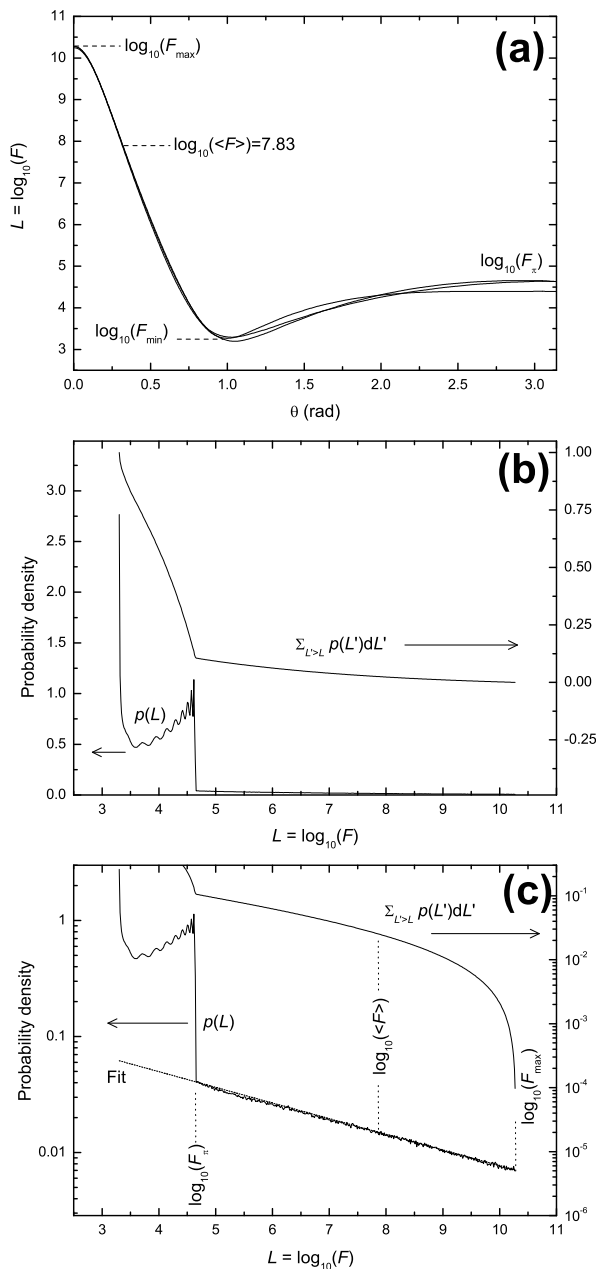 (a)
11
10
9
8
7
6
5
4
3
L = log₁₀(F)
log₁₀(Fₘₐₓ)
log₁₀(<F>)=7.83
log₁₀(F_π)
log₁₀(Fₘᵢₙ)
0.0 0.5 1.0 1.5 2.0 2.5 3.0
θ (rad)
(b)
3.0
2.5
2.0
1.5
1.0
0.5
0.0
Probability density
1.00
0.75
0.50
0.25
0.00
-0.25
Σ_{L'>L} p(L')dL'
p(L)
3 4 5 6 7 8 9 10 11
L = log₁₀(F)
(c)
1
0.1
0.01
Probability density
10⁻¹
10⁻²
10⁻³
10⁻⁴
10⁻⁵
10⁻⁶
Σ_{L'>L} p(L')dL'
p(L)
Fit
log₁₀(F_π)
log₁₀(<F>)
log₁₀(Fₘₐₓ)
3 4 5 6 7 8 9 10 11
L = log₁₀(F)